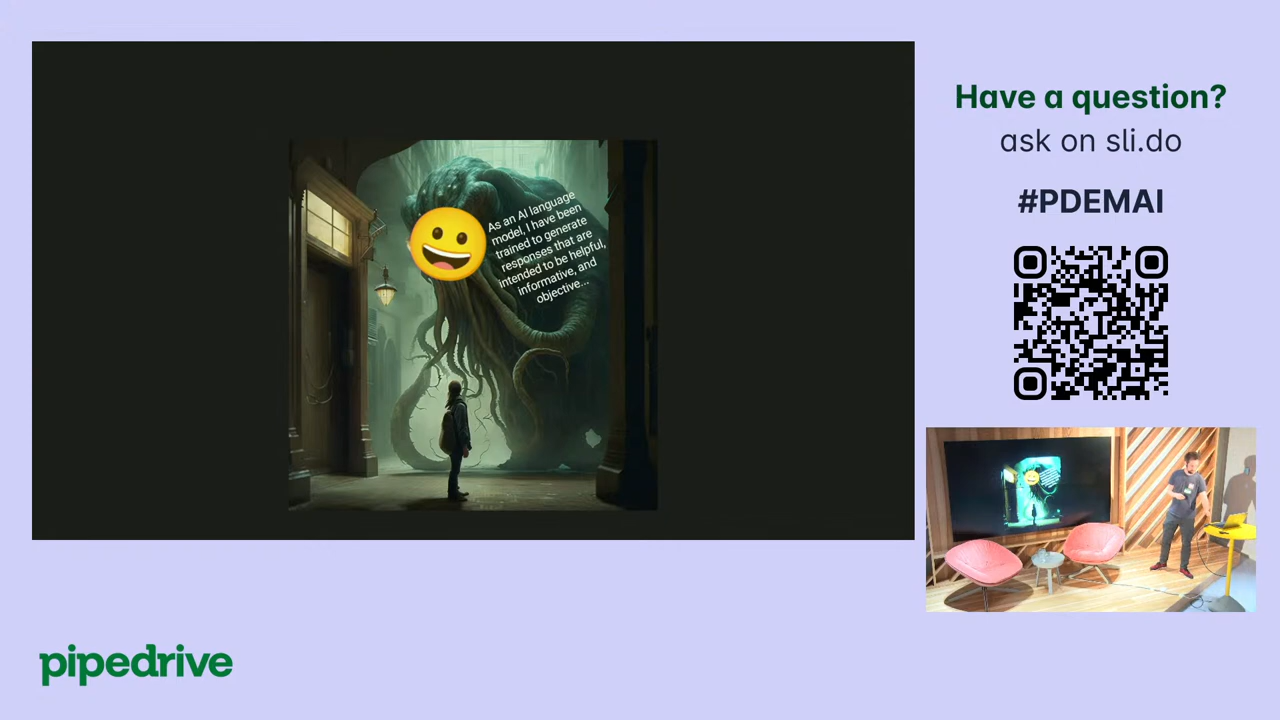 As an AI language
model, I have been
trained to generate
responses that are
intended to be helpful,
informative, and
objective...
Have a question?
ask on sli.do
#PDEMAI
pipedrive